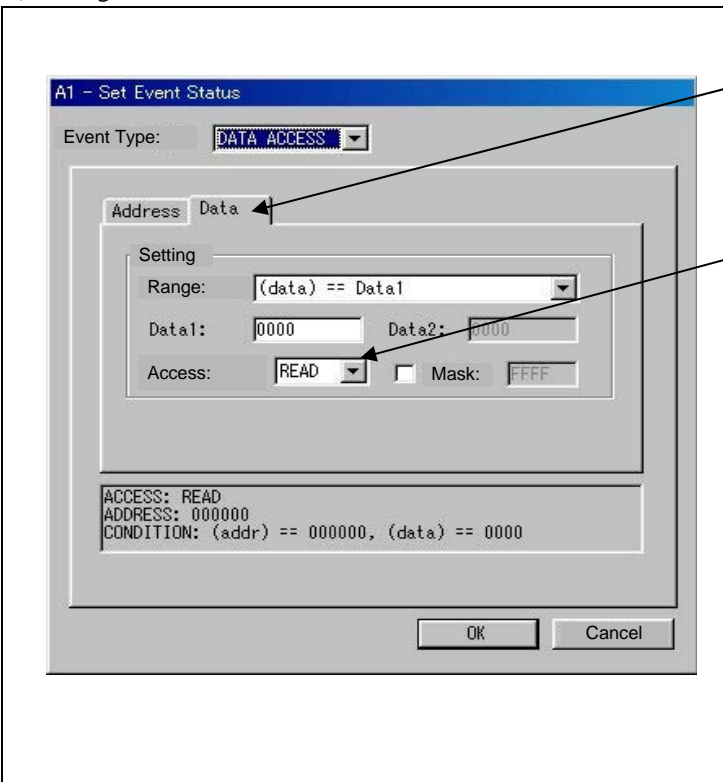 A1 - Set Event Status
Event Type: DATA ACCESS
Address Data
Setting
Range: (data) == Data1
Data1: 0000 Data2: 0000
Access: READ Mask: FFFF
ACCESS: READ
ADDRESS: 000000
CONDITION: (addr) == 000000, (data) == 0000
OK Cancel